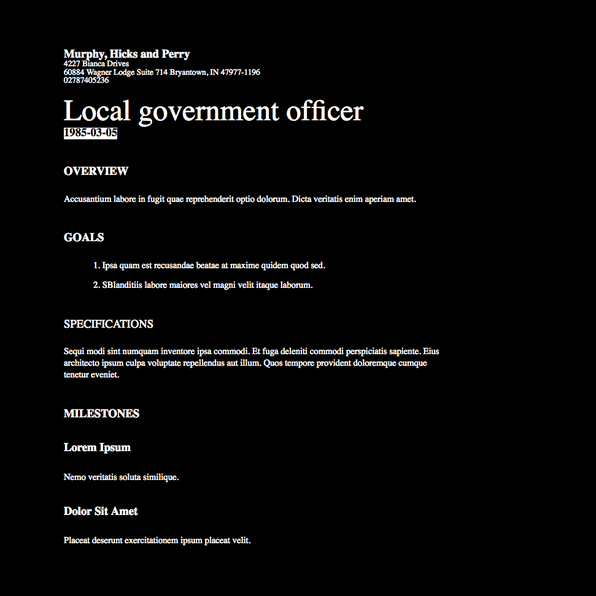 Murphy, Hicks and Perry
4227 Bianca Drives
60884 Wagner Lodge Suite 714 Bryantown, IN 47977-1196
02787405236
Local government officer
1985-03-05
OVERVIEW
Accusantium labore in fugit quae reprehenderit optio dolorum. Dicta veritatis enim aperiam amet.
GOALS
1. Ipsa quam est recusandae beatae at maxime quidem quod sed.
2. SBlanditiis labore maiores vel magni velit itaque laborum.
SPECIFICATIONS
Sequi modi sint numquam inventore ipsa commodi. Et fuga deleniti commodi perspiciatis sapiente. Eius
architecto ipsum culpa voluptate repellendus aut illum. Quos tempore provident doloremque cumque
tenetur eveniet.
MILESTONES
Lorem Ipsum
Nemo veritatis soluta similique.
Dolor Sit Amet
Placeat deserunt exercitationem ipsum placeat velit.